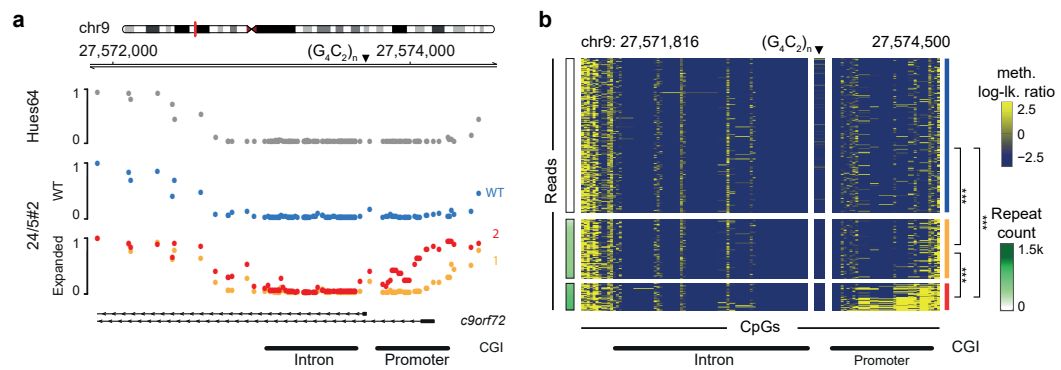 a
chr9
27,572,000
(G₄C₂)ₙ
27,574,000
Hues64
1
0
24/5#2
WT
1
0
WT
Expanded
1
0
2
1
c9orf72
CGI
Intron
Promoter
b
chr9: 27,571,816
(G₄C₂)ₙ
27,574,500
Reads
meth.
log-lk. ratio
2.5
0
−2.5
***
***
***
Repeat
count
1.5k
0
CpGs
Intron
Promoter
CGI